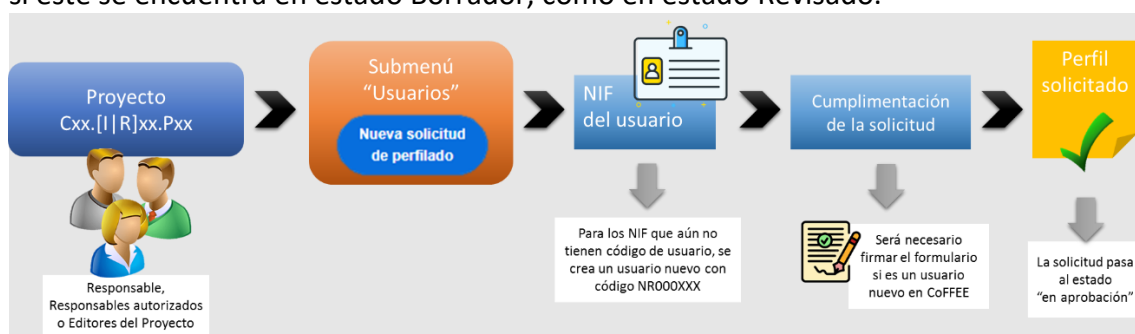 si este se encuentra en estado Borrador, como en estado Revisado.
Proyecto
Cxx.[I|R]xx.Pxx
Responsable,
Responsables autorizados
o Editores del Proyecto
Submenú
“Usuarios”
Nueva solicitud
de perfilado
NIF
del usuario
Para los NIF que aún no
tienen código de usuario, se
crea un usuario nuevo con
código NR000XXX
Cumplimentación
de la solicitud
Será necesario
firmar el formulario
si es un usuario
nuevo en CoFFEE
Perfil
solicitado
La solicitud pasa
al estado
“en aprobación”